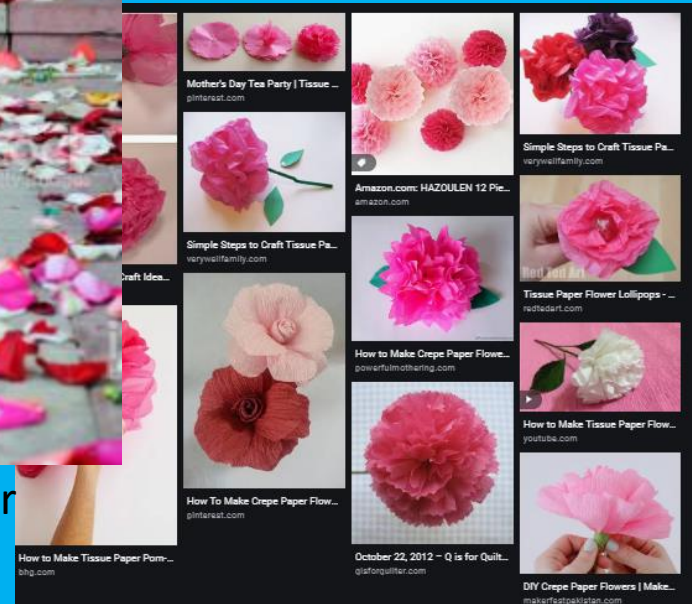 Craft Idea...
r
How to Make Tissue Paper Pom-...
bhg.com
Mother's Day Tea Party | Tissue ...
pinterest.com
Simple Steps to Craft Tissue Pa...
verywellfamily.com
How To Make Crepe Paper Flow...
pinterest.com
Amazon.com: HAZOULEN 12 Pie...
amazon.com
How to Make Crepe Paper Flowe...
powerfulmothering.com
October 22, 2012 – Q is for Quilt...
qisforquilter.com
Simple Steps to Craft Tissue Pa...
verywellfamily.com
Red Ted Art
Tissue Paper Flower Lollipops - ...
redtedart.com
How to Make Tissue Paper Flow...
youtube.com
DIY Crepe Paper Flowers | Make...
makerfestpakistan.com